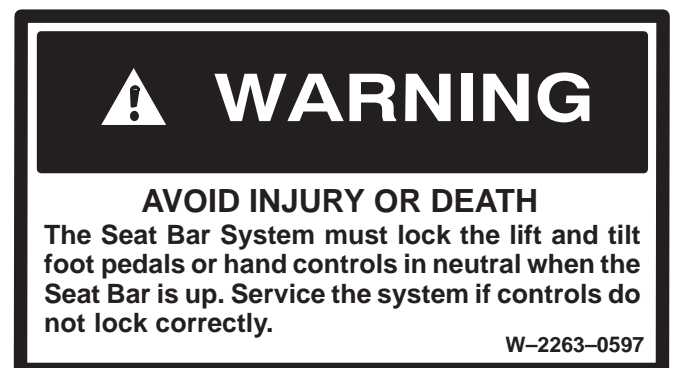 WARNING
AVOID INJURY OR DEATH
The Seat Bar System must lock the lift and tilt
foot pedals or hand controls in neutral when the
Seat Bar is up. Service the system if controls do
not lock correctly.
W–2263–0597